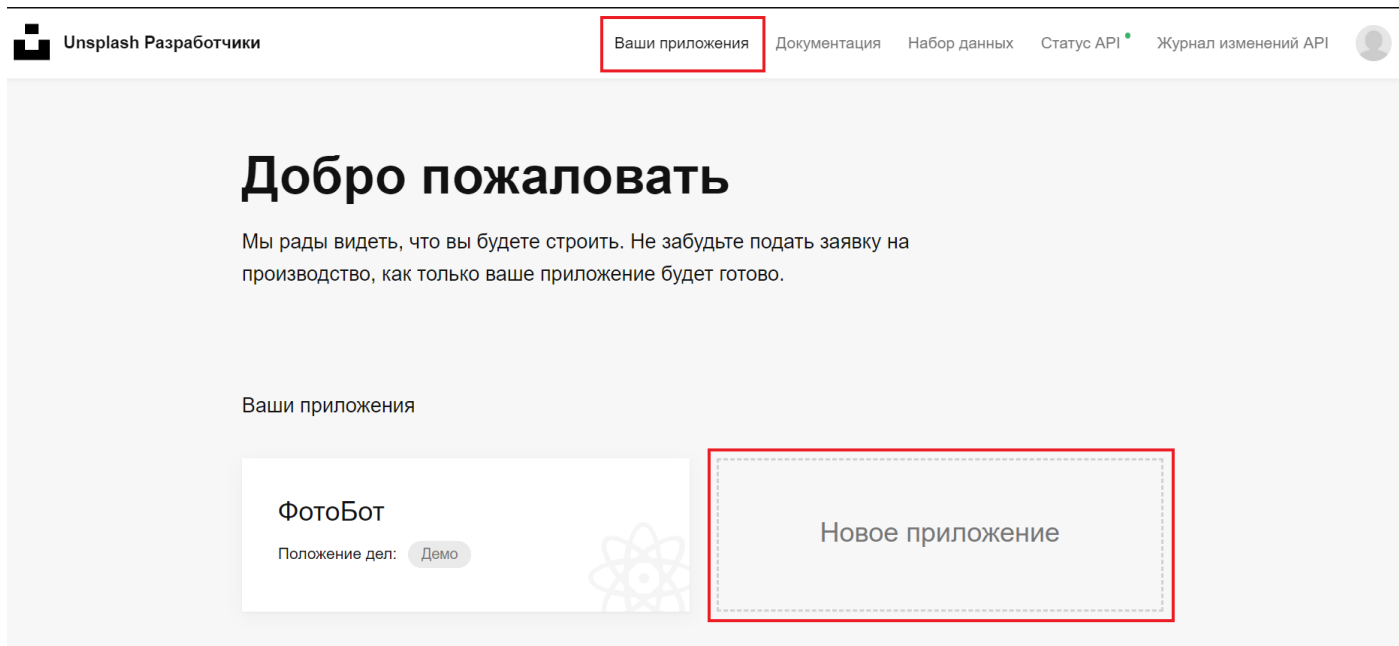 Unsplash Разработчики
Ваши приложения
Документация
Набор данных
Статус API
Журнал изменений API
Добро пожаловать
Мы рады видеть, что вы будете строить. Не забудьте подать заявку на
производство, как только ваше приложение будет готово.
Ваши приложения
ФотоБот
Положение дел: Демо
Новое приложение